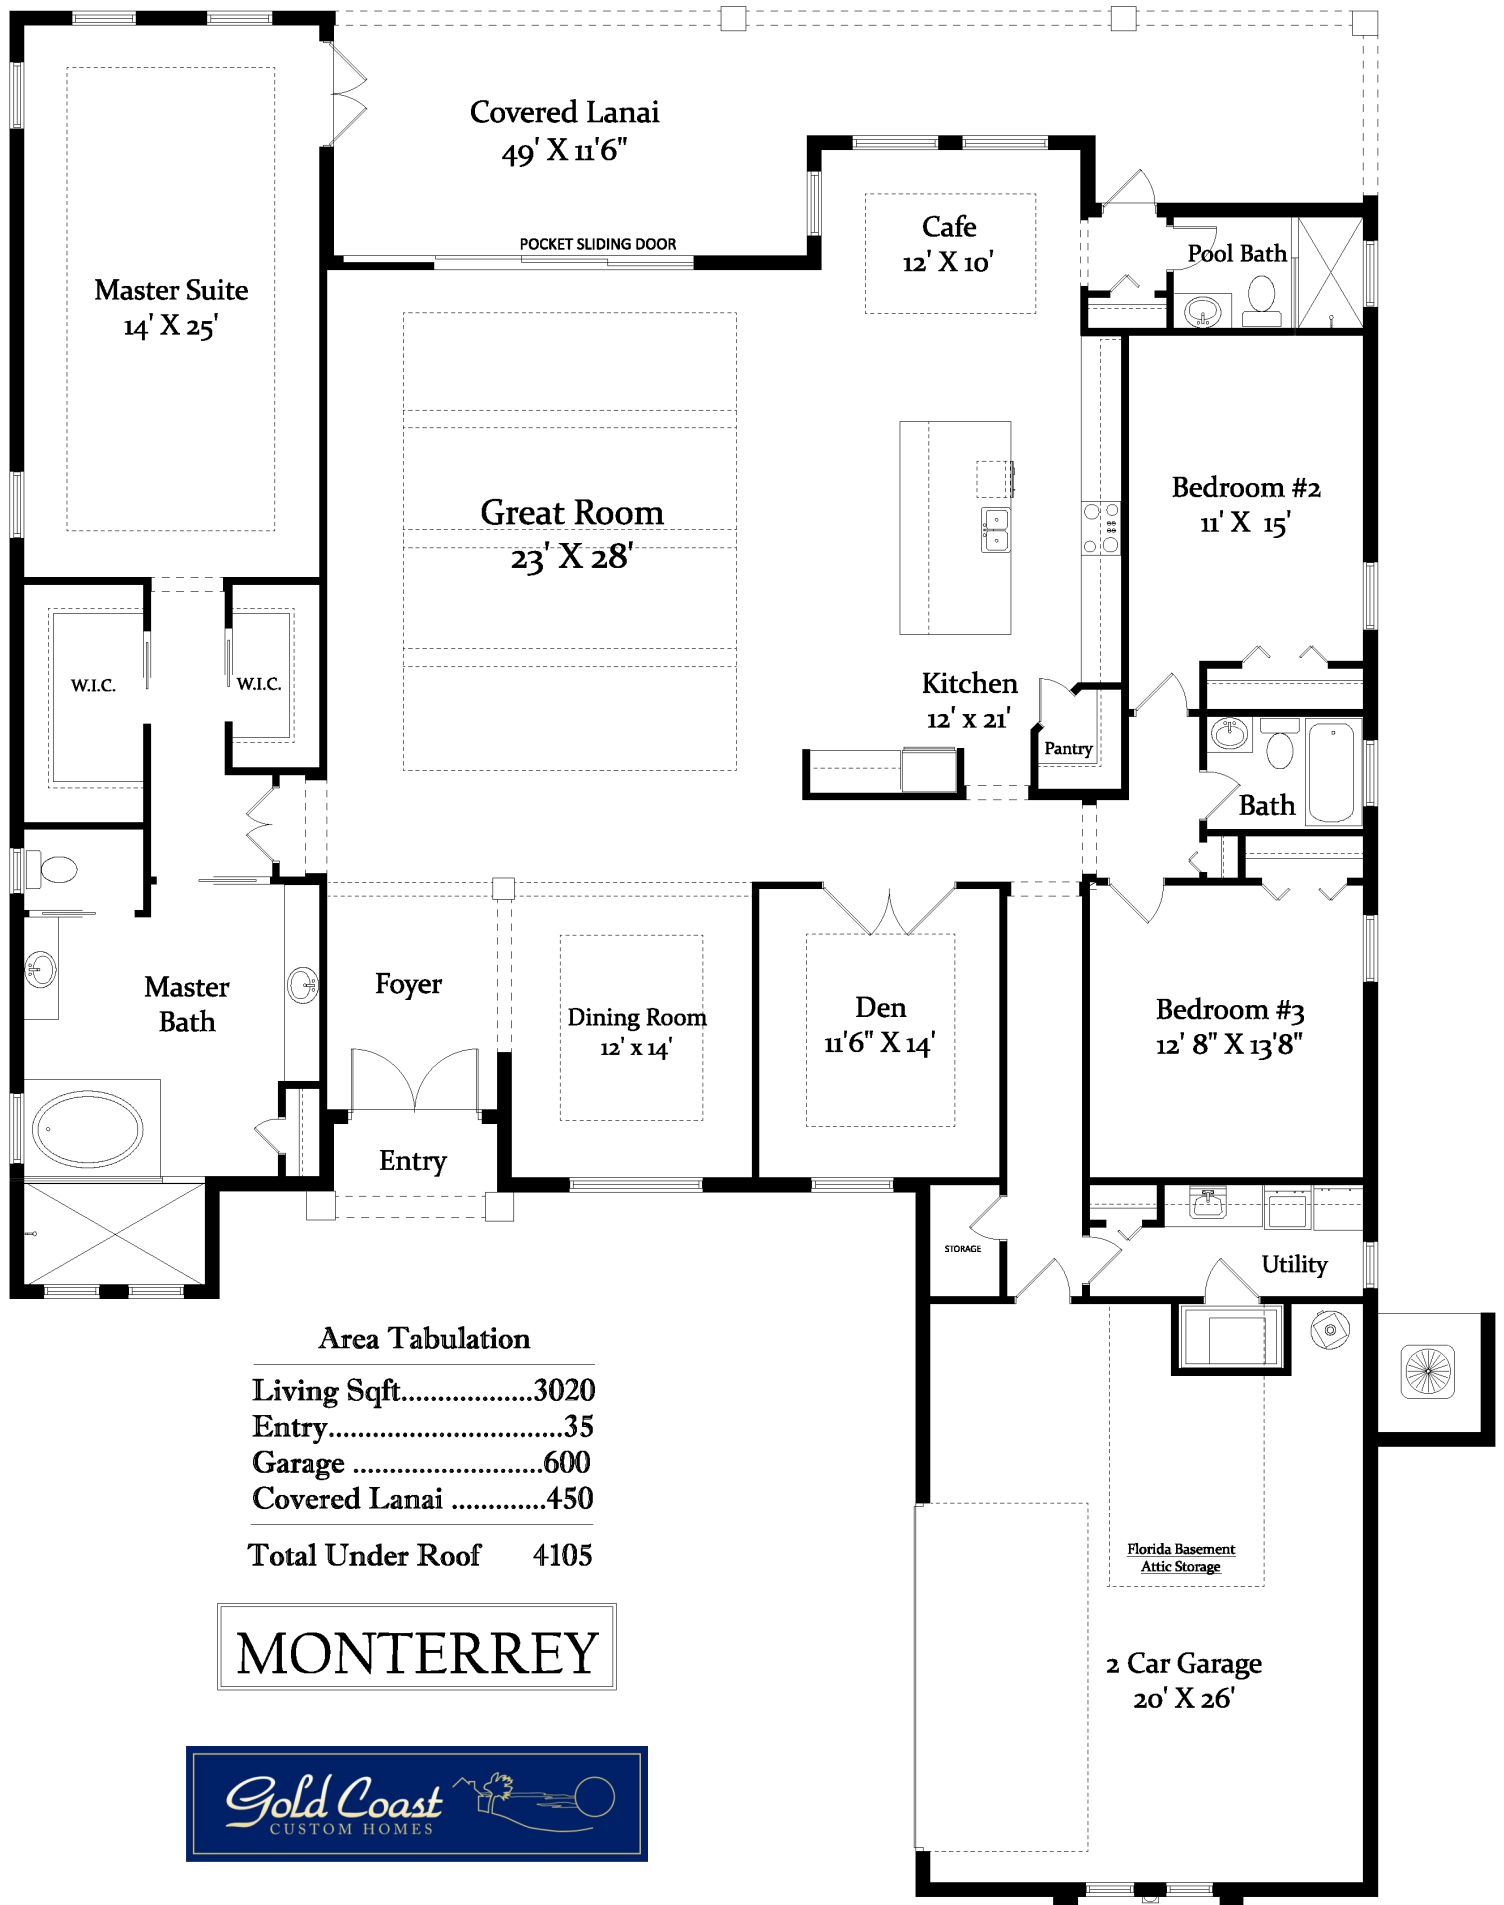 Covered Lanai
49' X 11'6"
POCKET SLIDING DOOR
Cafe
12' X 10'
Pool Bath
Master Suite
14' X 25'
Great Room
23' X 28'
Bedroom #2
11' X 15'
W.I.C.
W.I.C.
Kitchen
12' x 21'
Pantry
Bath
Master
Bath
Foyer
Dining Room
12' x 14'
Den
11'6" X 14'
Bedroom #3
12' 8" X 13'8"
Entry
STORAGE
Utility
Area Tabulation
Living Sqft..................3020
Entry................................35
Garage ..........................600
Covered Lanai .............450
Total Under Roof 4105
Florida Basement
Attic Storage
2 Car Garage
20' X 26'
MONTERREY
Gold Coast
CUSTOM HOMES